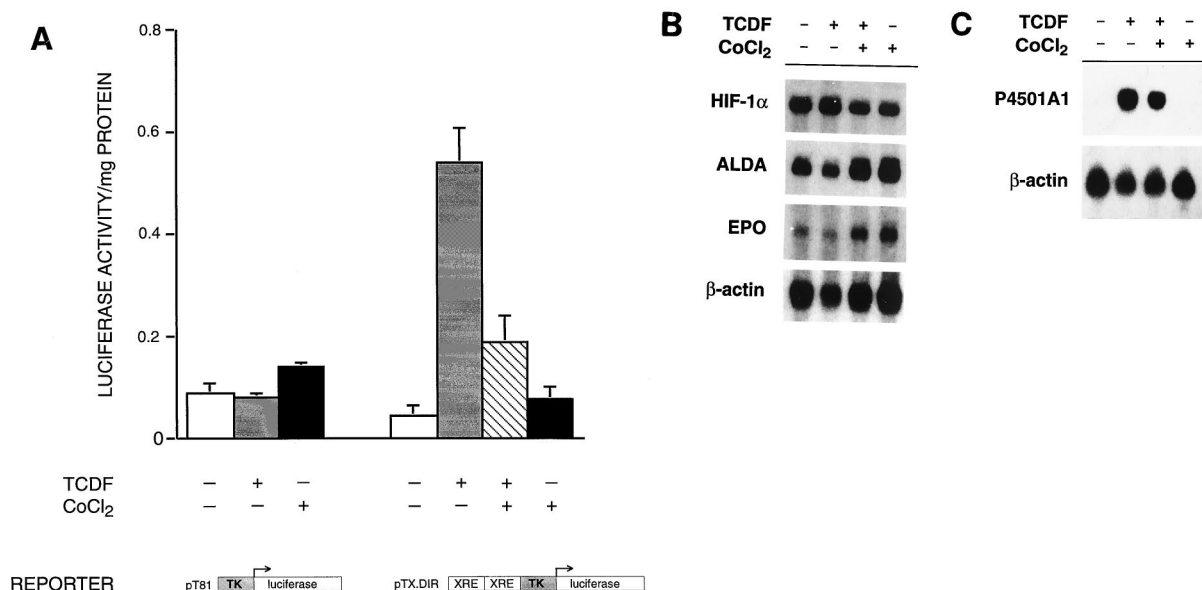 A
LUCIFERASE ACTIVITY/mg PROTEIN
0.8
0.6
0.4
0.2
0
TCDF – + – – + + –
CoCl2 – – + – – + +
REPORTER
pT81 TK luciferase
pTX.DIR XRE XRE TK luciferase
B
TCDF – + + –
CoCl2 – – + +
HIF-1α
ALDA
EPO
β-actin
C
TCDF – + + –
CoCl2 – – + +
P4501A1
β-actin